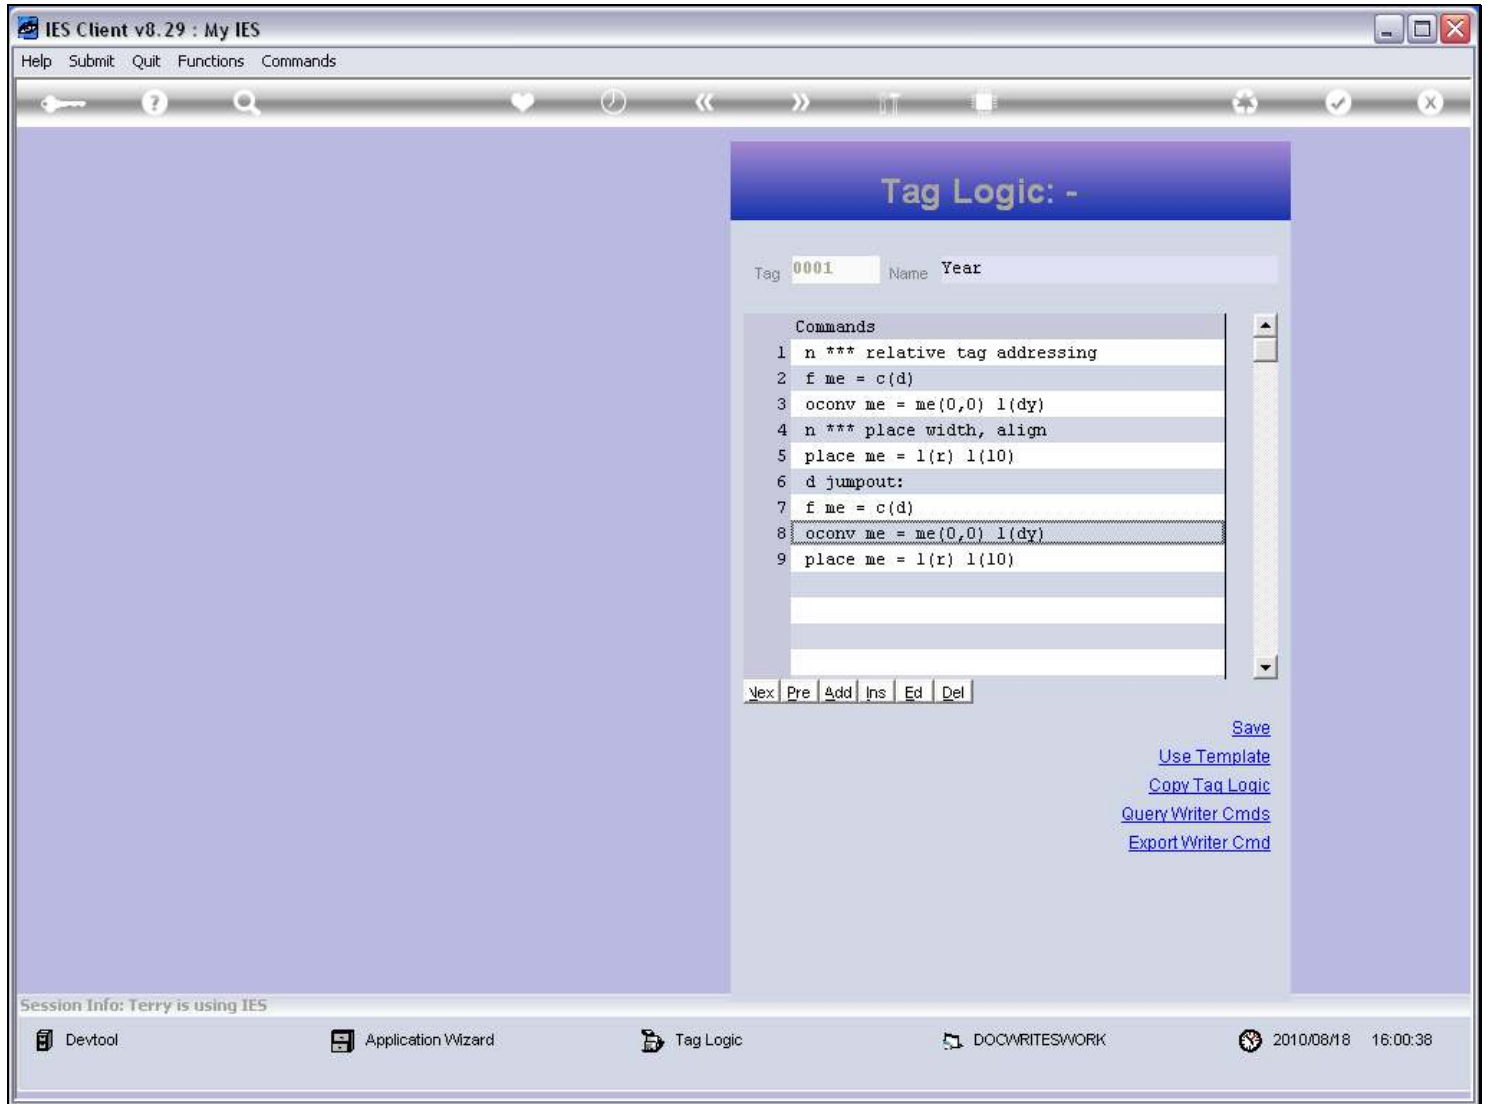 IES Client v8.29 : My IES
Help Submit Quit Functions Commands
Tag Logic: -
Tag 0001 Name Year
Commands
1 n *** relative tag addressing
2 f me = c(d)
3 oconv me = me(0,0) l(dy)
4 n *** place width, align
5 place me = l(r) l(10)
6 d jumpout:
7 f me = c(d)
8 oconv me = me(0,0) l(dy)
9 place me = l(r) l(10)
Nex Pre Add Ins Ed Del
Save
Use Template
Copy Tag Logic
Query Writer Cmds
Export Writer Cmd
Session Info: Terry is using IES
Devtool Application Wizard Tag Logic DOCWRITESWORK 2010/08/18 16:00:38